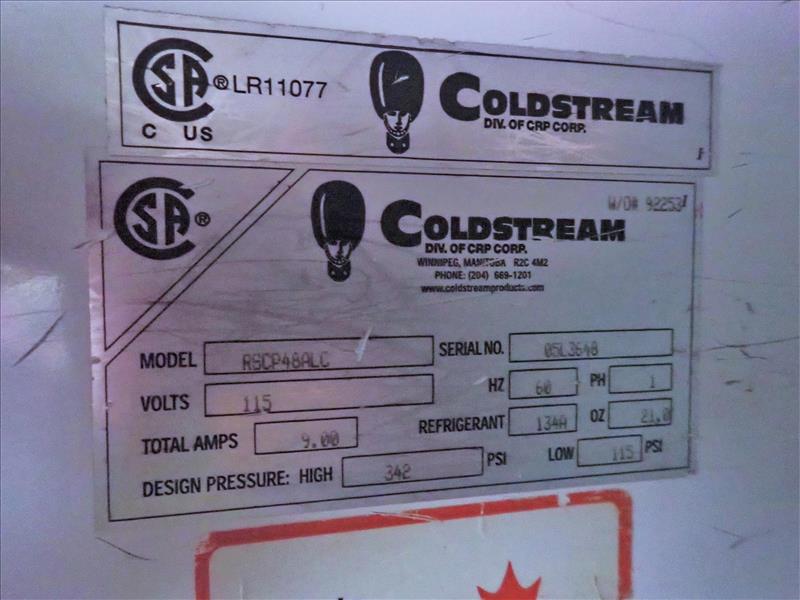 CSA ® LR11077
C US
COLDSTREAM
DIV. OF CRP CORP.
CSA ®
W/O# 92253
COLDSTREAM
DIV. OF CRP CORP.
WINNIPEG, MANITOBA R2C 4M2
PHONE: (204) 669-1201
www.coldstreamproducts.com
MODEL RSCP48ALC SERIAL NO. 05L3648
VOLTS 115 HZ 60 PH 1
TOTAL AMPS 9.00 REFRIGERANT 134A OZ 21.0
DESIGN PRESSURE: HIGH 342 PSI LOW 115 PSI